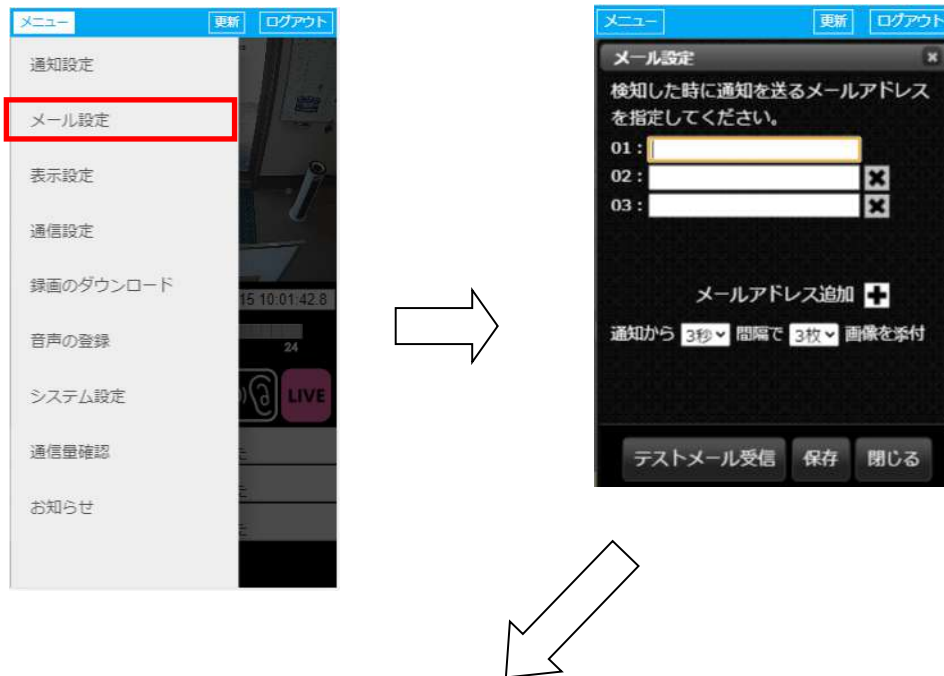 メニュー 更新 ログアウト
通知設定
メール設定
表示設定
通信設定
録画のダウンロード
音声の登録
システム設定
通信量確認
お知らせ
15 10:01:42.8
24
LIVE
メニュー 更新 ログアウト
メール設定
検知した時に通知を送るメールアドレス
を指定してください。
01：
02：
03：
メールアドレス追加
通知から 3秒 間隔で 3枚 画像を添付
テストメール受信 保存 閉じる